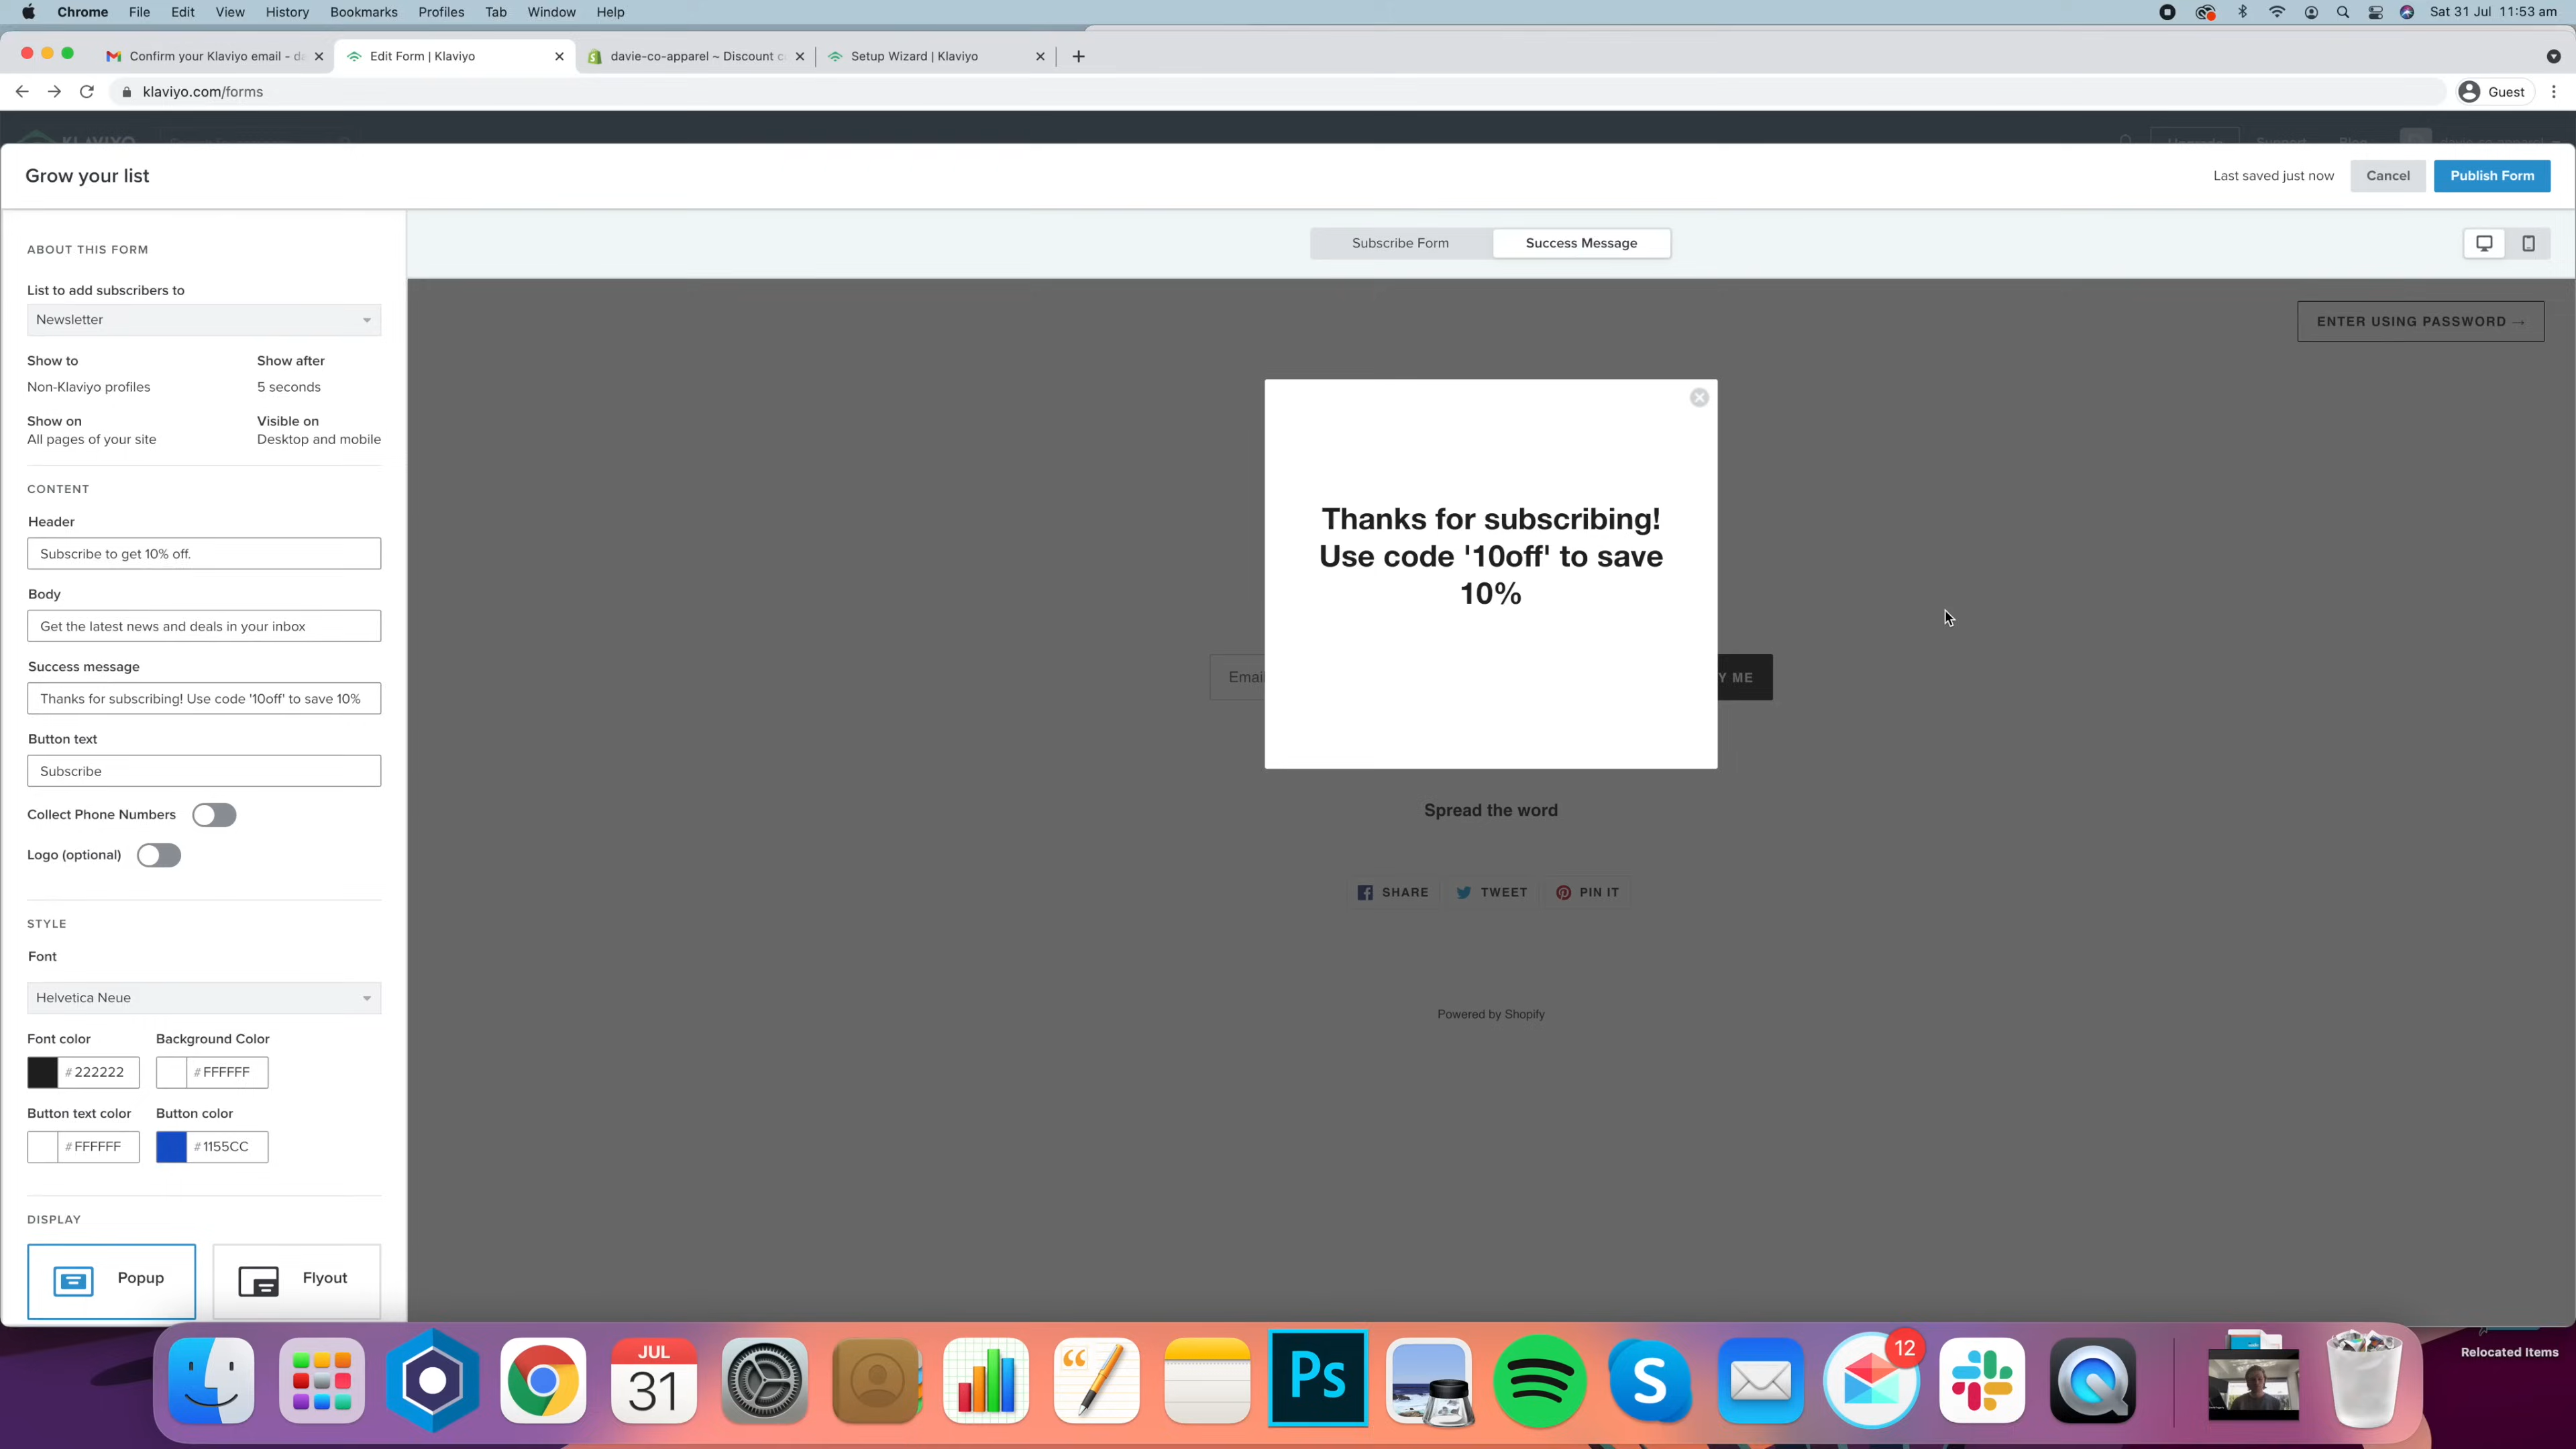 Chrome File Edit View History Bookmarks Profiles Tab Window Help
Sat 31 Jul 11:53 am
Confirm your Klaviyo email - da
Edit Form | Klaviyo
davie-co-apparel ~ Discount c
Setup Wizard | Klaviyo
klaviyo.com/forms
Guest
Grow your list
Last saved just now
Cancel
Publish Form
Subscribe Form
Success Message
ABOUT THIS FORM
List to add subscribers to
Newsletter
Show to
Show after
Non-Klaviyo profiles
5 seconds
Show on
Visible on
All pages of your site
Desktop and mobile
CONTENT
Header
Subscribe to get 10% off.
Body
Get the latest news and deals in your inbox
Success message
Thanks for subscribing! Use code '10off' to save 10%
Button text
Subscribe
Collect Phone Numbers
Logo (optional)
STYLE
Font
Helvetica Neue
Font color
Background Color
#222222
#FFFFFF
Button text color
Button color
#FFFFFF
#1155CC
DISPLAY
Popup
Flyout
ENTER USING PASSWORD →
Thanks for subscribing!
Use code '10off' to save
10%
Email
Y ME
Spread the word
SHARE
TWEET
PIN IT
Powered by Shopify
JUL
31
Ps
12
Relocated Items